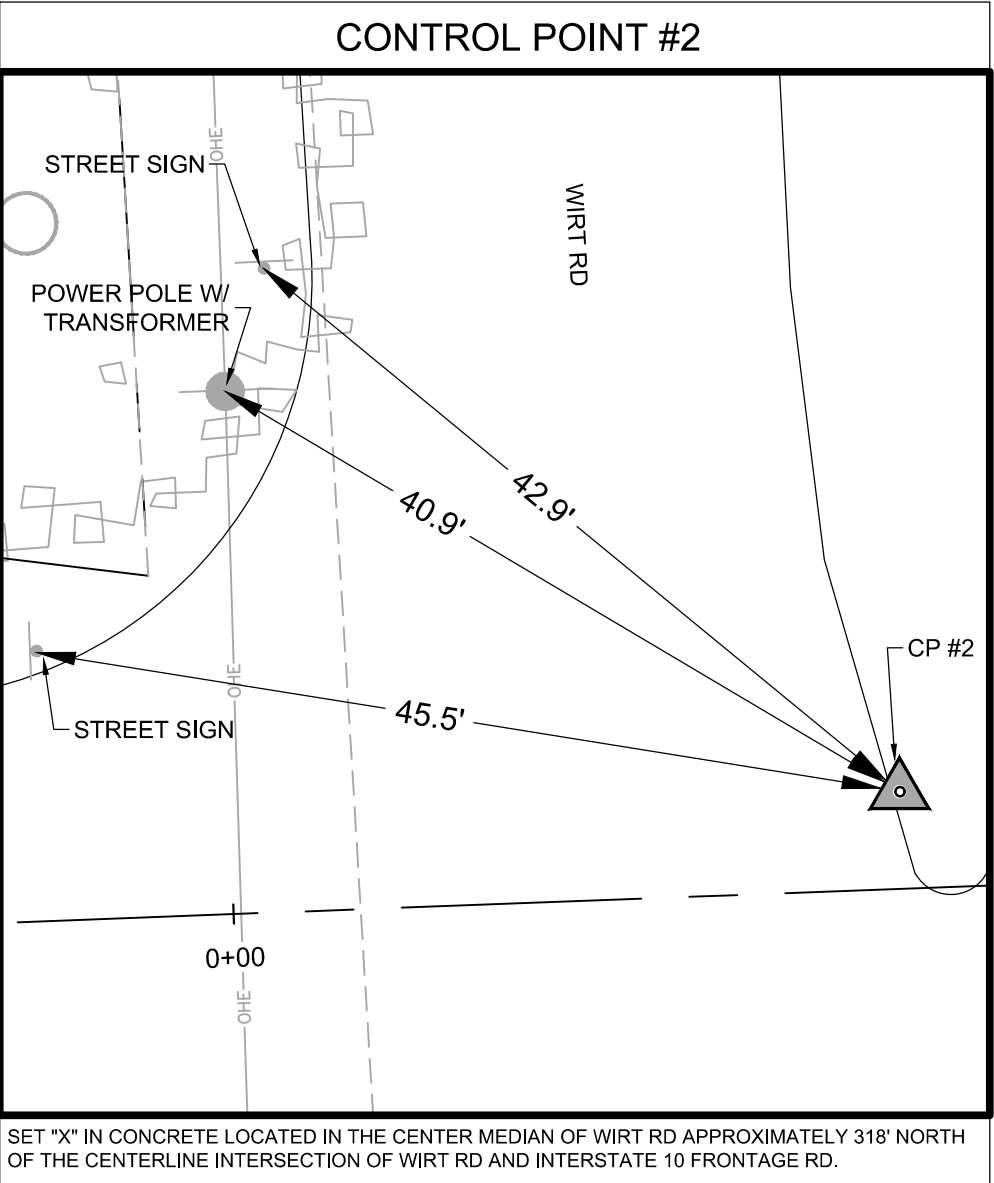 CONTROL POINT #2
OHE
STREET SIGN
WIRT RD
POWER POLE W/
TRANSFORMER
42.9'
40.9'
CP #2
OHE
45.5'
STREET SIGN
0+00
OHE
SET "X" IN CONCRETE LOCATED IN THE CENTER MEDIAN OF WIRT RD APPROXIMATELY 318' NORTH
OF THE CENTERLINE INTERSECTION OF WIRT RD AND INTERSTATE 10 FRONTAGE RD.